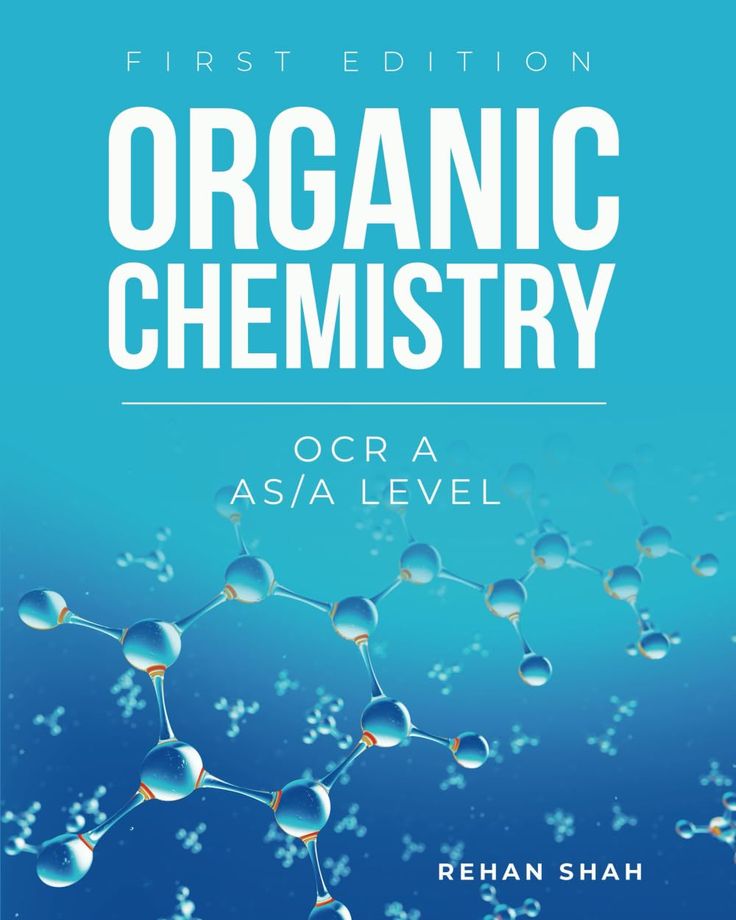 FIRST EDITION
ORGANIC
CHEMISTRY
OCR A
AS/A LEVEL
REHAN SHAH